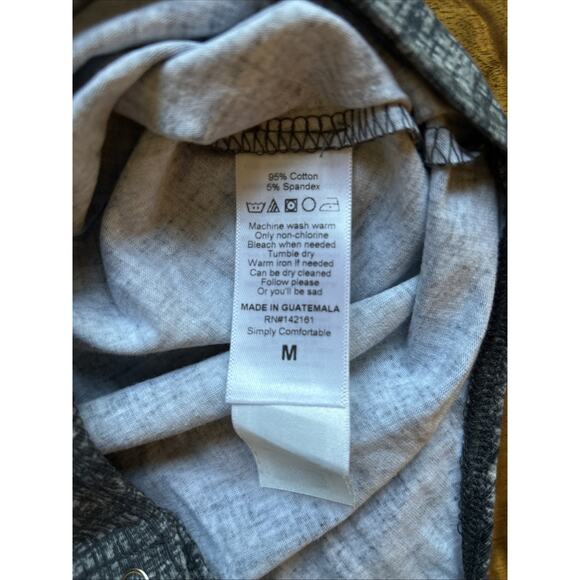 95% Cotton
5% Spandex
Machine wash warm
Only non-chlorine
Bleach when needed
Tumble dry
Warm iron If needed
Can be dry cleaned
Follow please
Or you'll be sad
MADE IN GUATEMALA
RN#142161
Simply Comfortable
M